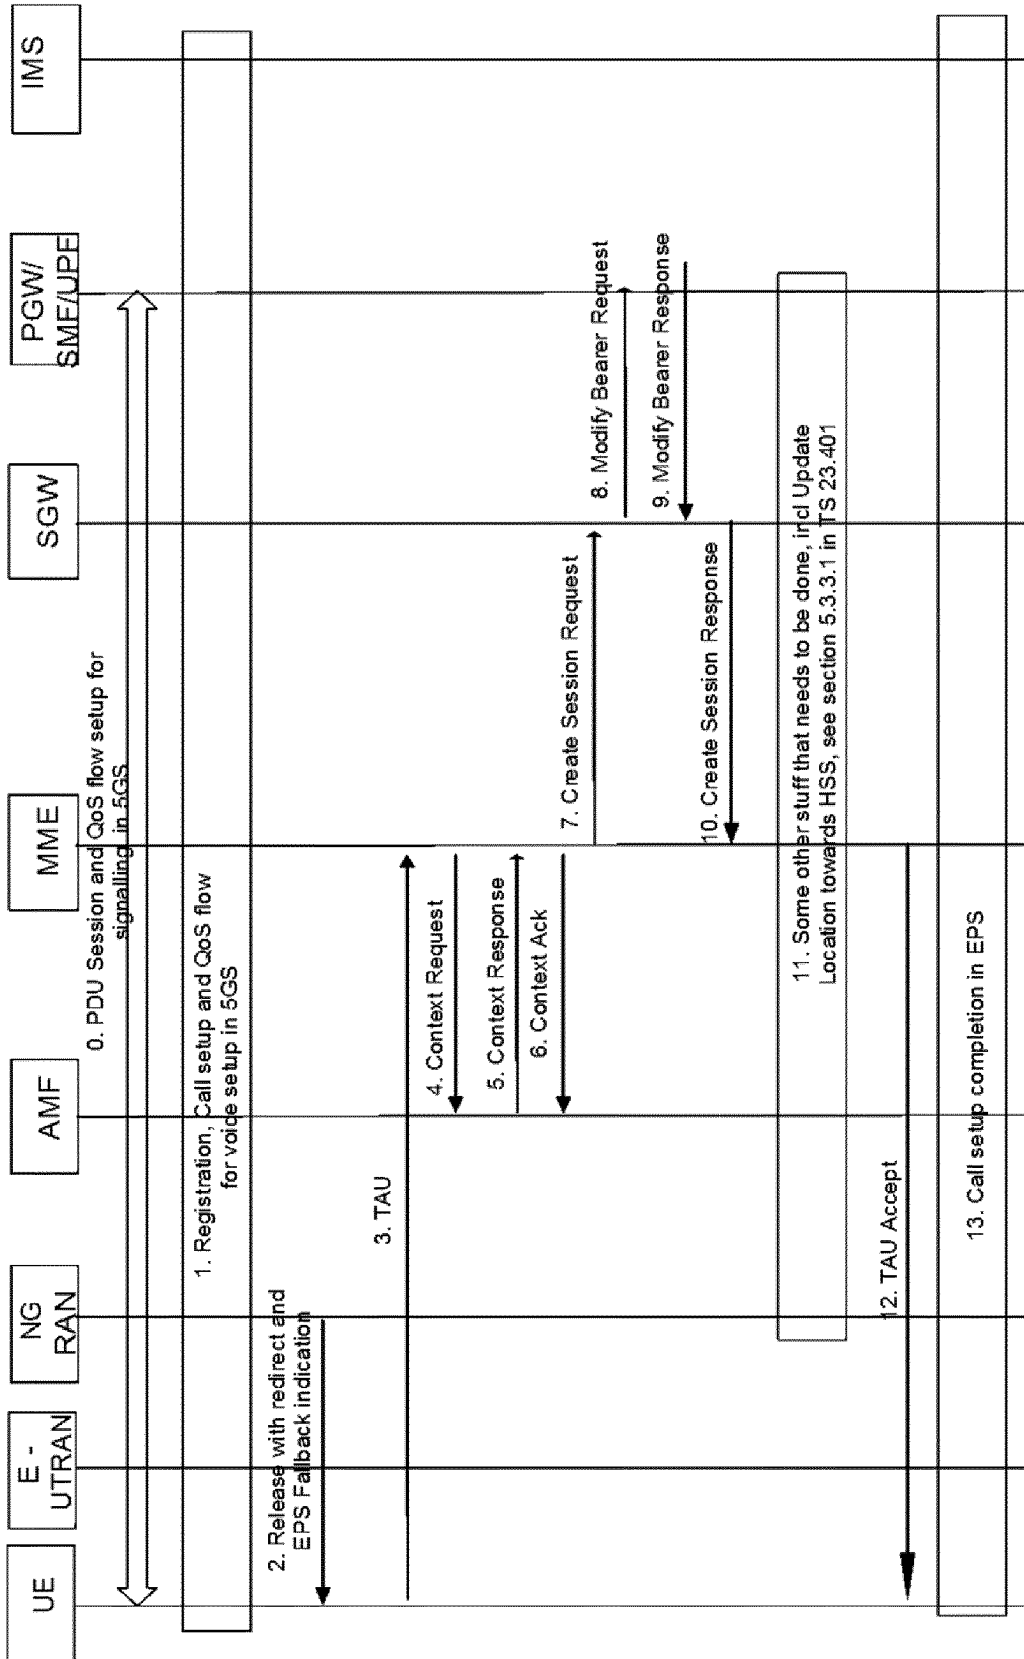 UE
E -
UTRAN
NG
RAN
AMF
MME
SGW
PGW/
SMF/UPF
IMS
0. PDU Session and QoS flow setup for
signalling in 5GS
1. Registration, Call setup and QoS flow
for voice setup in 5GS
2. Release with redirect and
EPS Fallback indication
3. TAU
4. Context Request
5. Context Response
6. Context Ack
7. Create Session Request
8. Modify Bearer Request
9. Modify Bearer Response
10. Create Session Response
11. Some other stuff that needs to be done, incl Update
Location towards HSS, see section 5.3.3.1 in TS 23.401
12. TAU Accept
13. Call setup completion in EPS